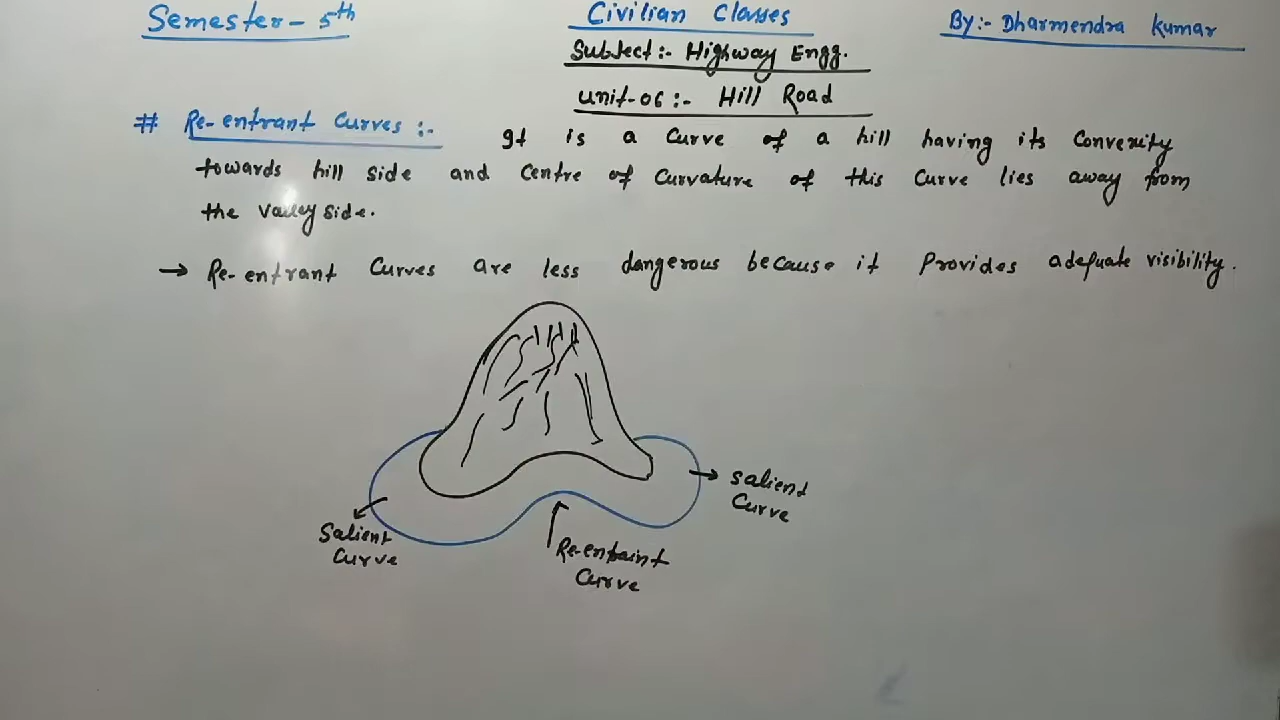 Semester - 5th
Civilian Classes
By:- Dharmendra Kumar
Subject:- Highway Engg.
Unit-06:- Hill Road
# Re-entrant Curves :-
It is a curve of a hill having its convexity
towards hill side and centre of curvature of this curve lies away from
the valley side.
→ Re-entrant curves are less dangerous because it provides adequate visibility.
Salient
Curve
Re-entraint
Curve
Salient
Curve